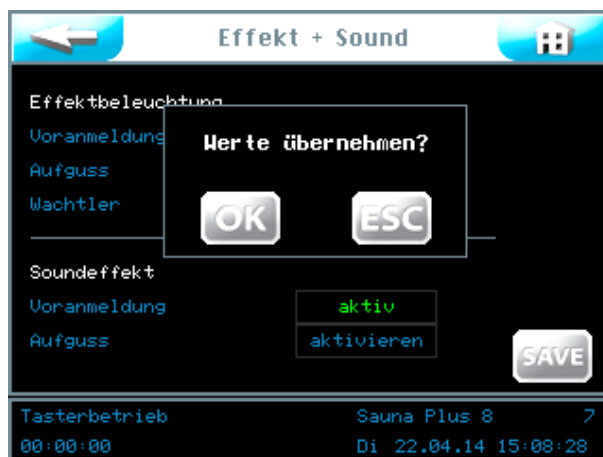 Effekt + Sound
Effektbeleuchtung
Voranmeldung
Aufguss
Wachtler
Werte übernehmen?
OK ESC
Soundeffekt
Voranmeldung aktiv
Aufguss aktivieren
SAVE
Tasterbetrieb Sauna Plus 8 7
00:00:00 Di 22.04.14 15:08:28